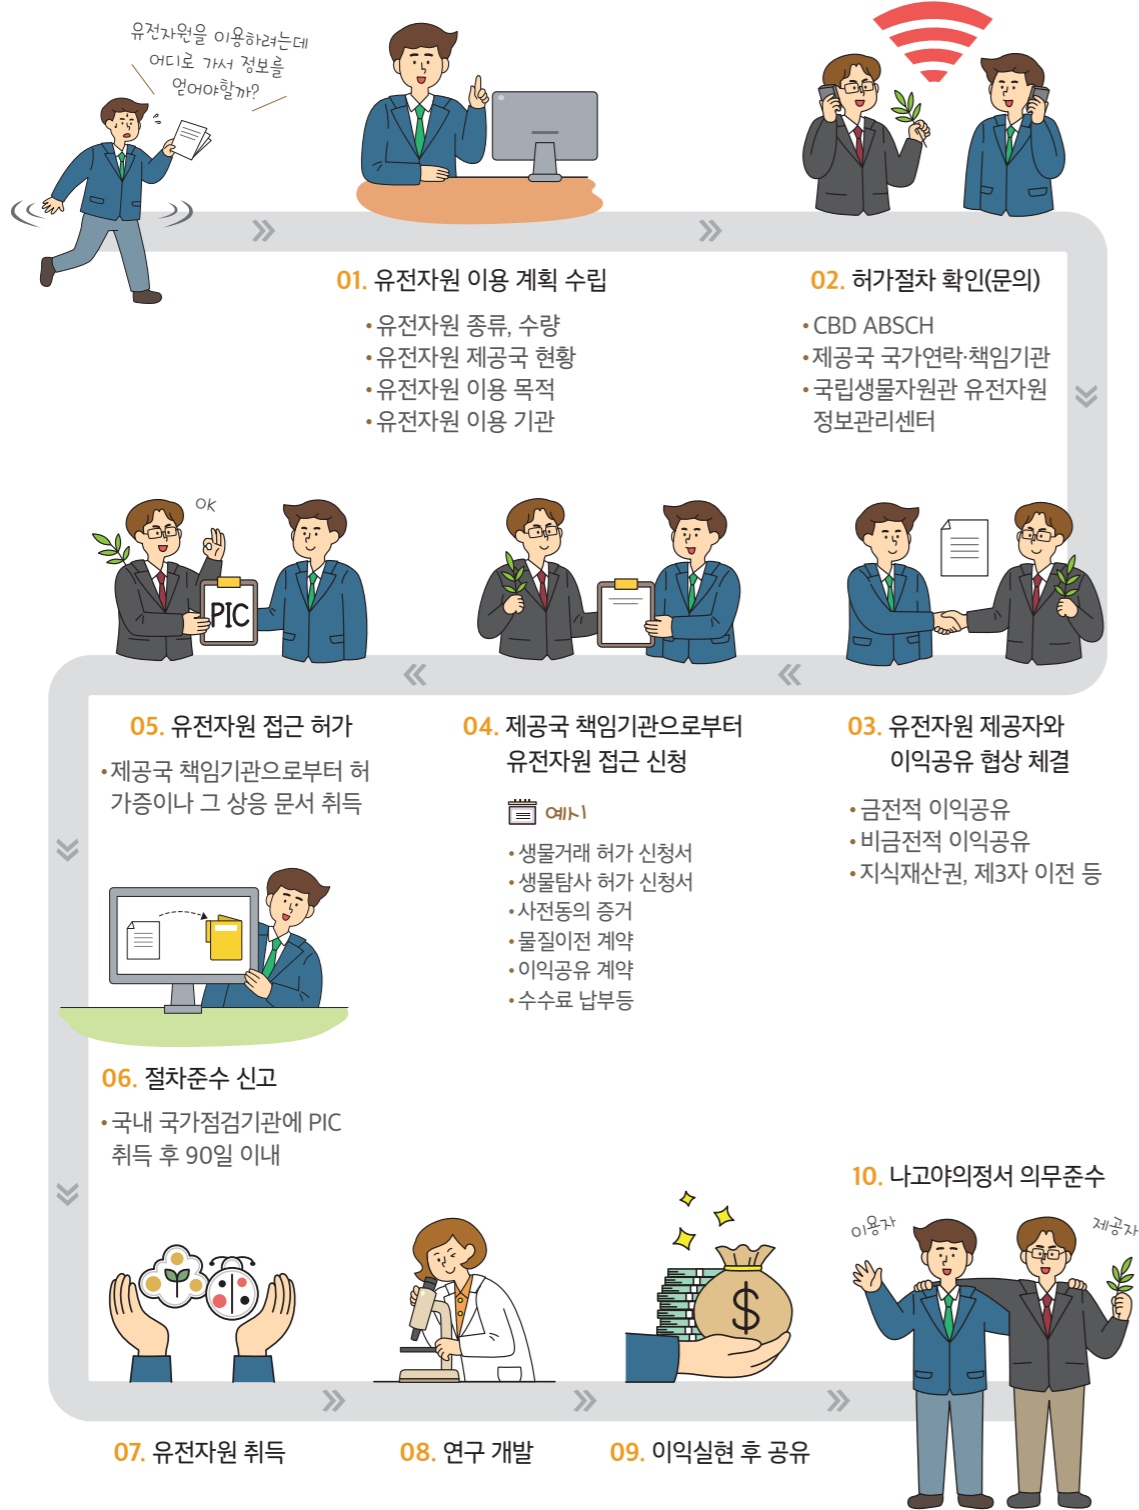 유전자원을 이용하려는데
어디로 가서 정보를
얻어야할까?
01. 유전자원 이용 계획 수립
•유전자원 종류, 수량
•유전자원 제공국 현황
•유전자원 이용 목적
•유전자원 이용 기관
02. 허가절차 확인(문의)
•CBD ABSCH
•제공국 국가연락·책임기관
•국립생물자원관 유전자원
정보관리센터
03. 유전자원 제공자와
이익공유 협상 체결
•금전적 이익공유
•비금전적 이익공유
•지식재산권, 제3자 이전 등
04. 제공국 책임기관으로부터
유전자원 접근 신청
예시
•생물거래 허가 신청서
•생물탐사 허가 신청서
•사전동의 증거
•물질이전 계약
•이익공유 계약
•수수료 납부등
OK
PIC
05. 유전자원 접근 허가
•제공국 책임기관으로부터 허
가증이나 그 상응 문서 취득
06. 절차준수 신고
•국내 국가점검기관에 PIC
취득 후 90일 이내
07. 유전자원 취득
08. 연구 개발
$
09. 이익실현 후 공유
10. 나고야의정서 의무준수
이용자
제공자